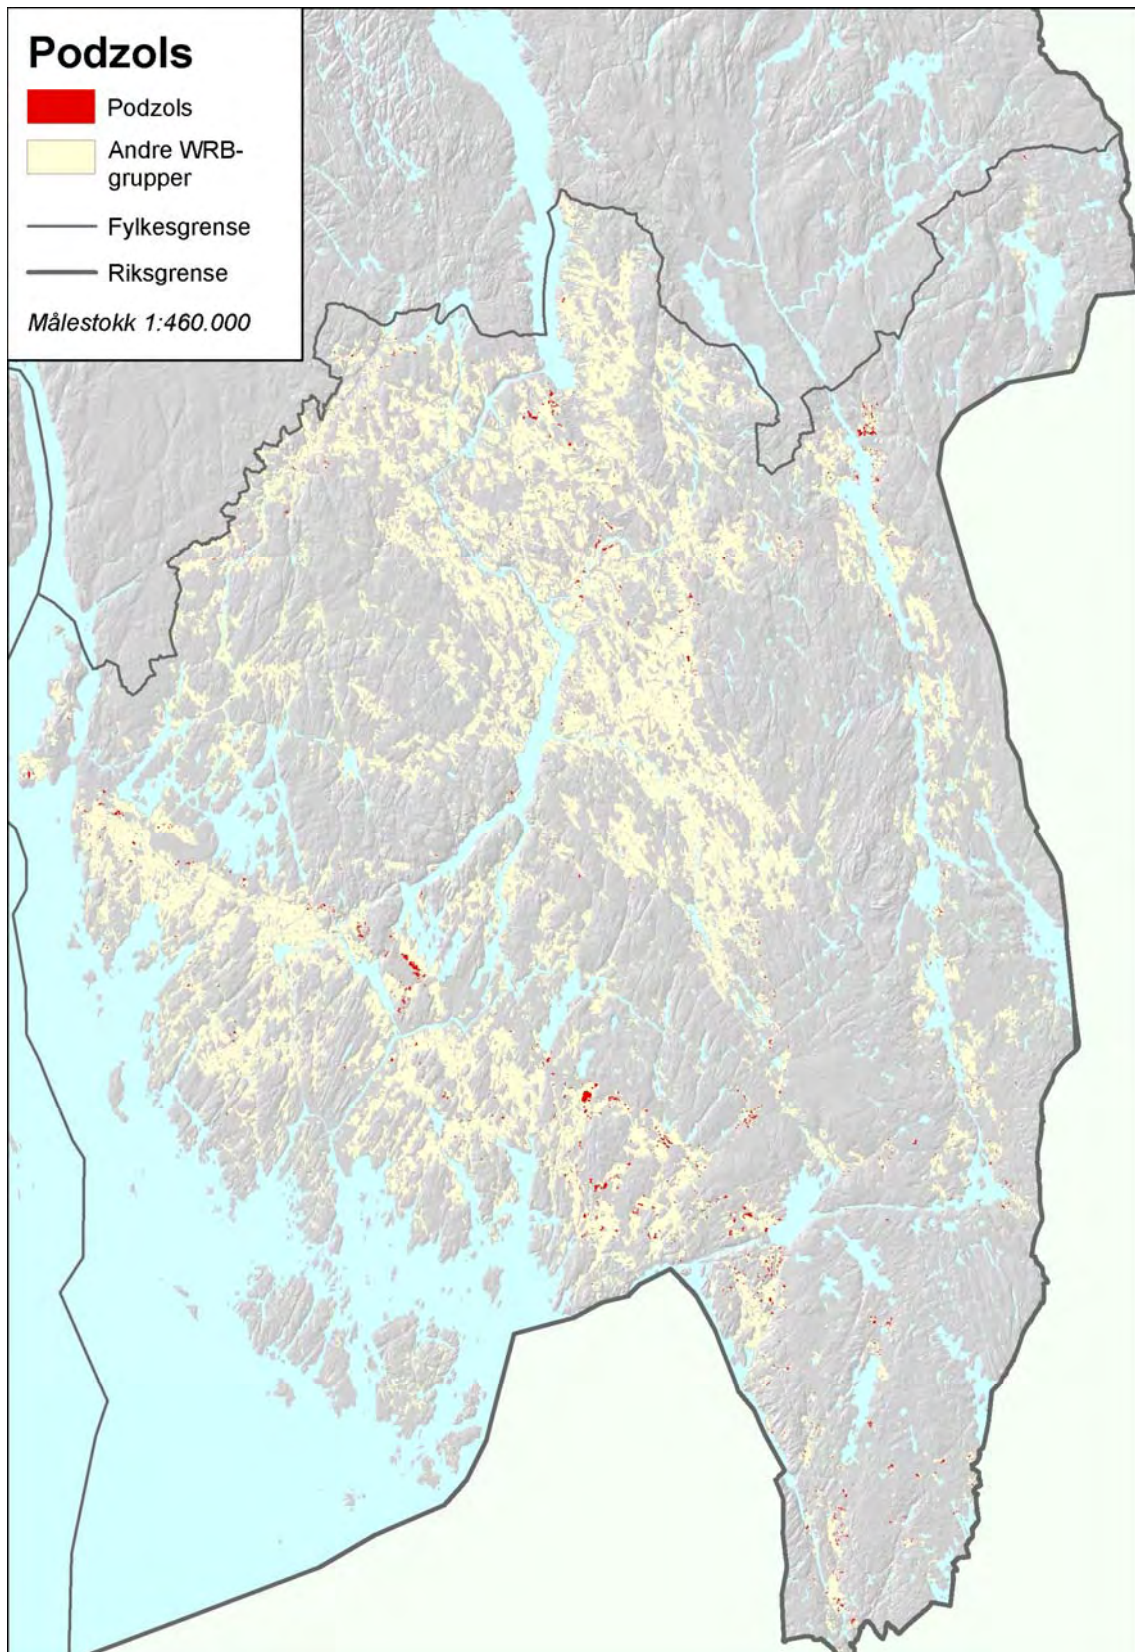 Podzols
Podzols
Andre WRB-
grupper
Fylkesgrense
Riksgrense
Målestokk 1:460.000